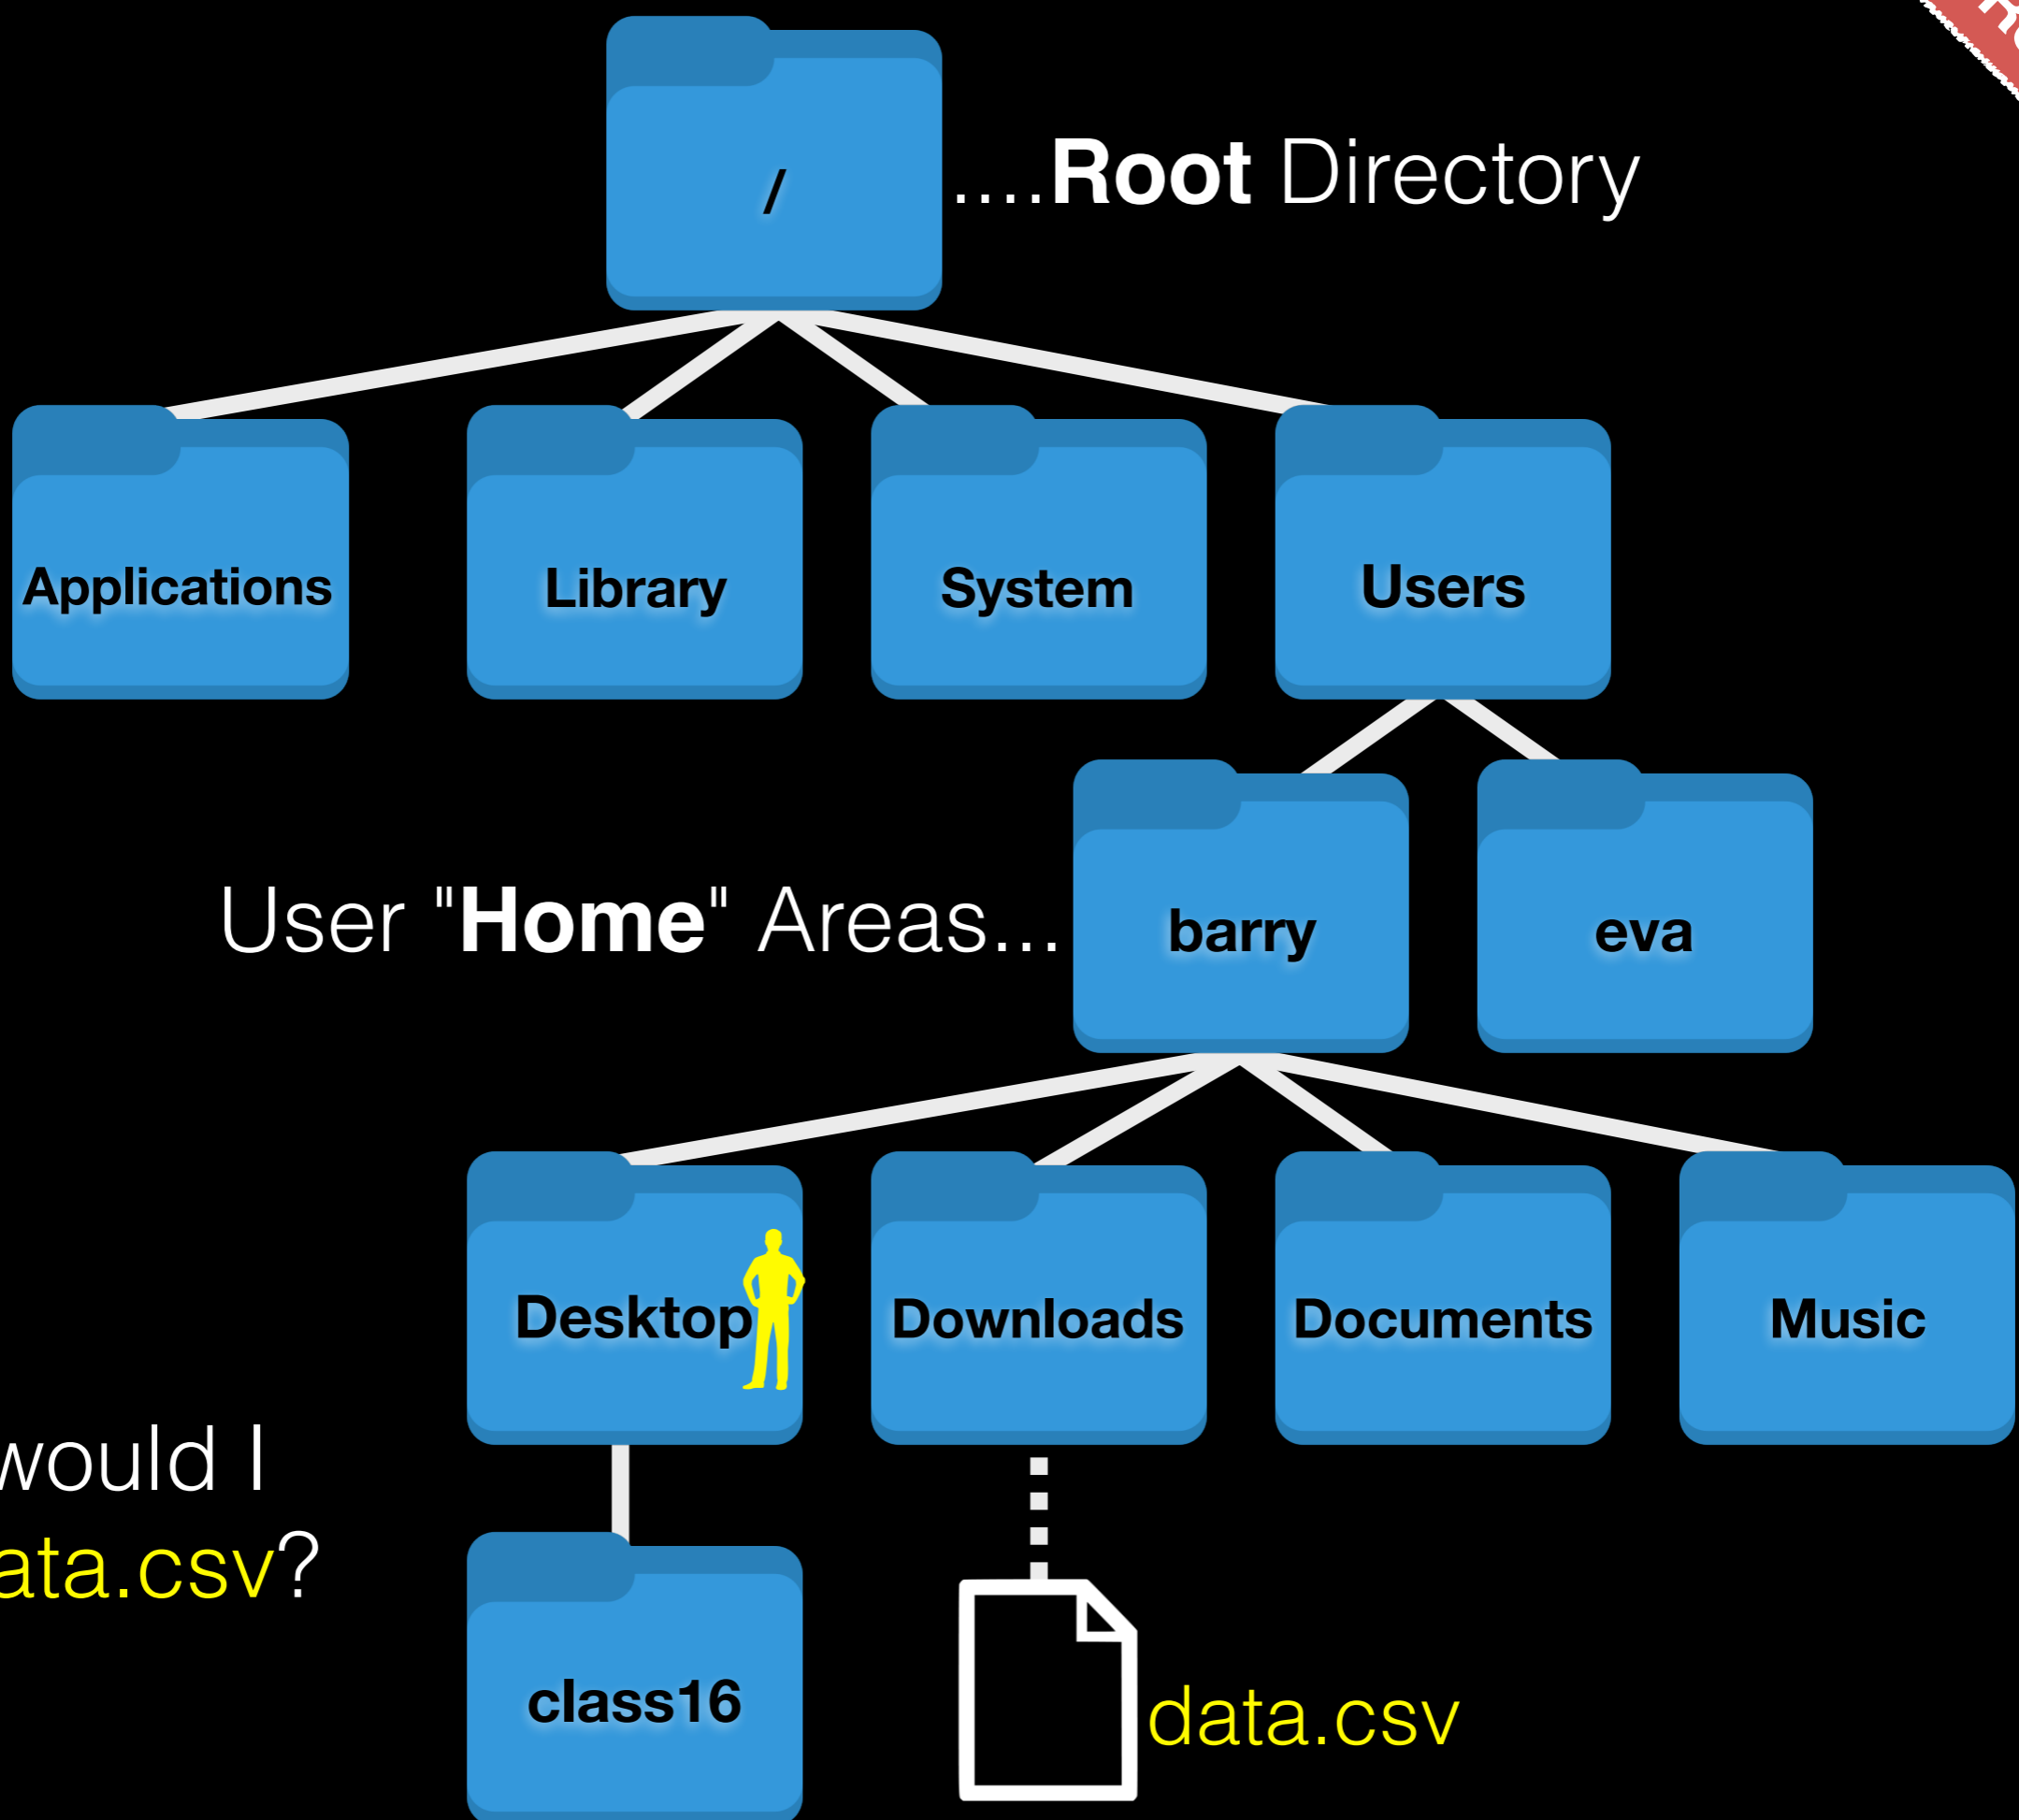 /
....Root Directory
Applications
Library
System
Users
User "Home" Areas...
barry
eva
Desktop
Downloads
Documents
Music
would I
ata.csv?
class16
data.csv